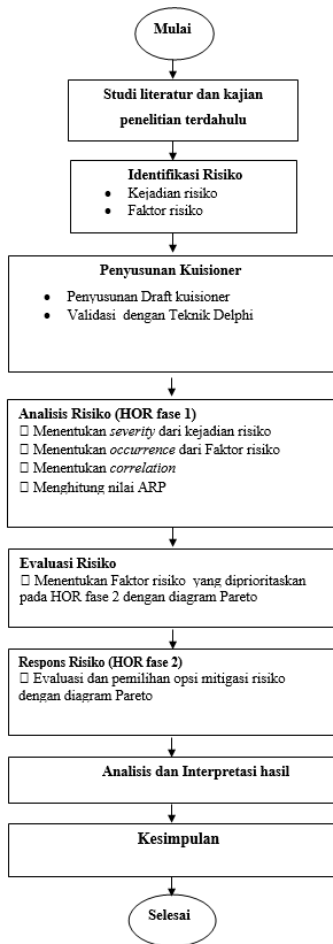 Mulai
Studi literatur dan kajian
penelitian terdahulu
Identifikasi Risiko
• Kejadian risiko
• Faktor risiko
Penyusunan Kuisioner
• Penyusunan Draft kuisioner
• Validasi dengan Teknik Delphi
Analisis Risiko (HOR fase 1)
□ Menentukan severity dari kejadian risiko
□ Menentukan occurrence dari Faktor risiko
□ Menentukan correlation
□ Menghitung nilai ARP
Evaluasi Risiko
□ Menentukan Faktor risiko yang diprioritaskan
pada HOR fase 2 dengan diagram Pareto
Respons Risiko (HOR fase 2)
□ Evaluasi dan pemilihan opsi mitigasi risiko
dengan diagram Pareto
Analisis dan Interpretasi hasil
Kesimpulan
Selesai